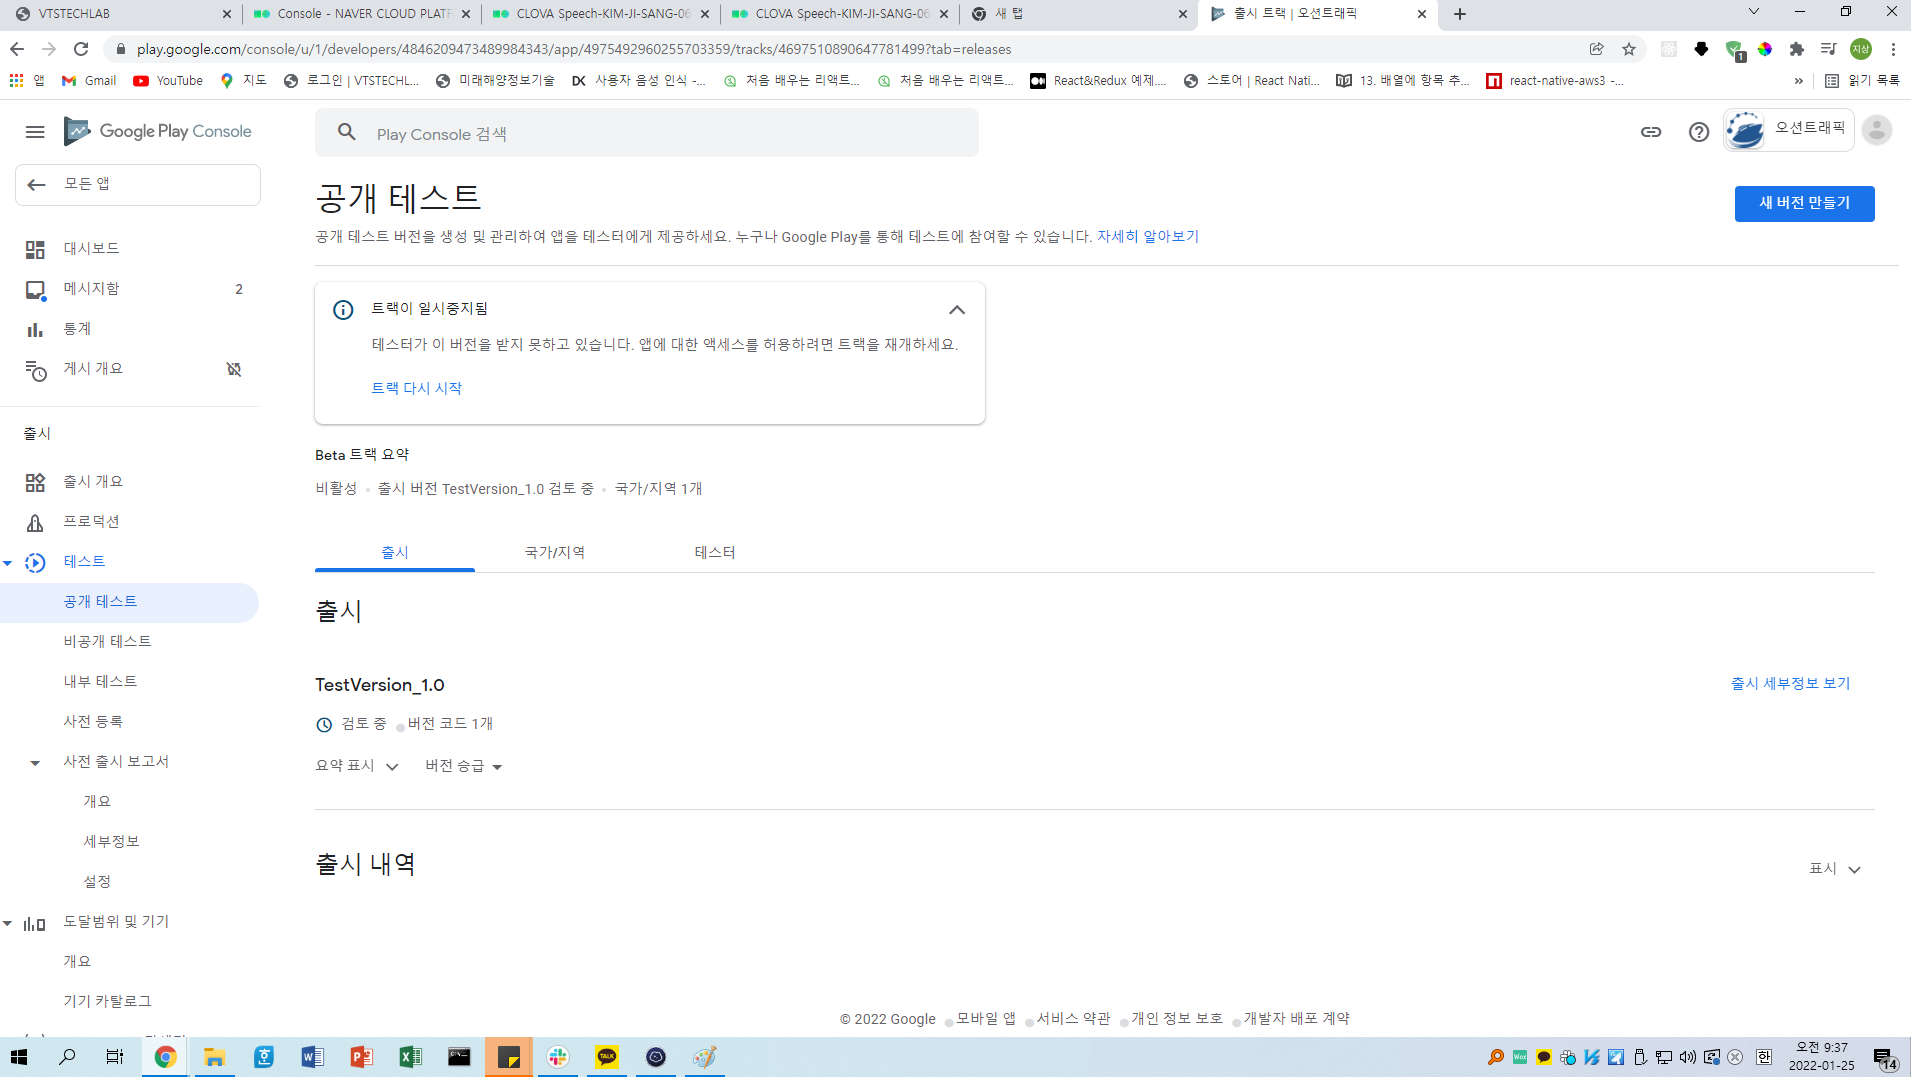 VTSTECHLAB
Console - NAVER CLOUD PLATF
CLOVA Speech-KIM-JI-SANG-06
CLOVA Speech-KIM-JI-SANG-06
새 탭
출시 트랙 | 오션트래픽
play.google.com/console/u/1/developers/4846209473489984343/app/4975492960255703359/tracks/4697510890647781499?tab=releases
1
지상
앱
Gmail
YouTube
지도
로그인 | VTSTECHL...
미래해양정보기술
DK 사용자 음성 인식 -...
처음 배우는 리액트...
처음 배우는 리액트...
React&Redux 예제....
스토어 | React Nati...
13. 배열에 항목 추...
react-native-aws3 -...
»
읽기 목록
Google Play Console
Play Console 검색
오션트래픽
모든 앱
대시보드
메시지함 2
통계
게시 개요
출시
출시 개요
프로덕션
테스트
공개 테스트
비공개 테스트
내부 테스트
사전 등록
사전 출시 보고서
개요
세부정보
설정
도달범위 및 기기
개요
기기 카탈로그
공개 테스트
새 버전 만들기
공개 테스트 버전을 생성 및 관리하여 앱을 테스터에게 제공하세요. 누구나 Google Play를 통해 테스트에 참여할 수 있습니다. 자세히 알아보기
트랙이 일시중지됨
테스터가 이 버전을 받지 못하고 있습니다. 앱에 대한 액세스를 허용하려면 트랙을 재개하세요.
트랙 다시 시작
Beta 트랙 요약
비활성 • 출시 버전 TestVersion_1.0 검토 중 • 국가/지역 1개
출시
국가/지역
테스터
출시
TestVersion_1.0
출시 세부정보 보기
검토 중 • 버전 코드 1개
요약 표시
버전 승급
출시 내역
표시
© 2022 Google • 모바일 앱 • 서비스 약관 • 개인 정보 보호 • 개발자 배포 계약
TALK
한
오전 9:37
2022-01-25
14